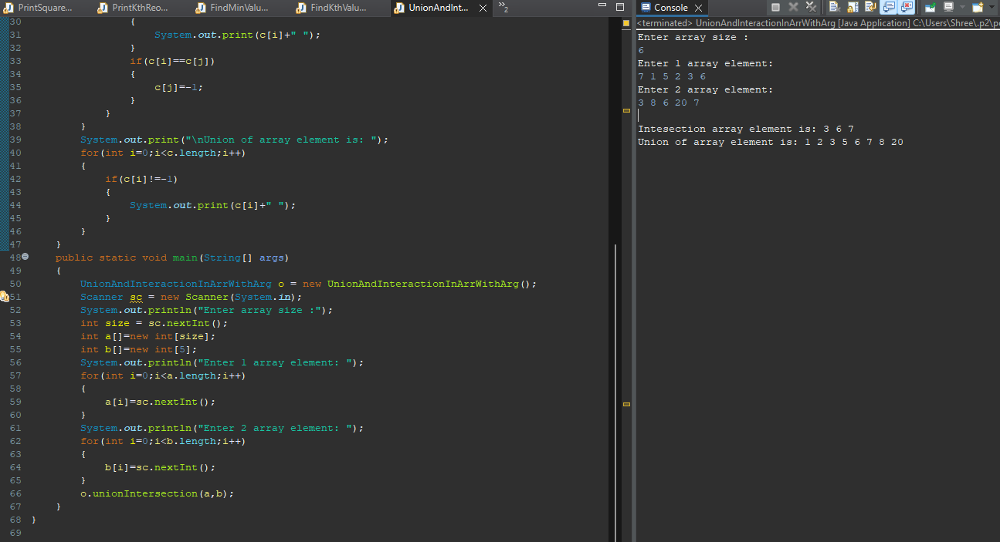 PrintSquare... PrintKthReo... FindMinValu... FindKthValu... UnionAndInt... »2
30 {
31 System.out.print(c[i]+" ");
32 }
33 if(c[i]==c[j])
34 {
35 c[j]=-1;
36 }
37 }
38 }
39 System.out.print("\nUnion of array element is: ");
40 for(int i=0;i<c.length;i++)
41 {
42 if(c[i]!=-1)
43 {
44 System.out.print(c[i]+" ");
45 }
46 }
47 }
48 public static void main(String[] args)
49 {
50 UnionAndInteractionInArrWithArg o = new UnionAndInteractionInArrWithArg();
51 Scanner sc = new Scanner(System.in);
52 System.out.println("Enter array size :");
53 int size = sc.nextInt();
54 int a[]=new int[size];
55 int b[]=new int[5];
56 System.out.println("Enter 1 array element: ");
57 for(int i=0;i<a.length;i++)
58 {
59 a[i]=sc.nextInt();
60 }
61 System.out.println("Enter 2 array element: ");
62 for(int i=0;i<b.length;i++)
63 {
64 b[i]=sc.nextInt();
65 }
66 o.unionIntersection(a,b);
67 }
68 }
69
Console
<terminated> UnionAndInteractionInArrWithArg [Java Application] C:\Users\Shree\.p2\po
Enter array size :
6
Enter 1 array element:
7 1 5 2 3 6
Enter 2 array element:
3 8 6 20 7
Intesection array element is: 3 6 7
Union of array element is: 1 2 3 5 6 7 8 20